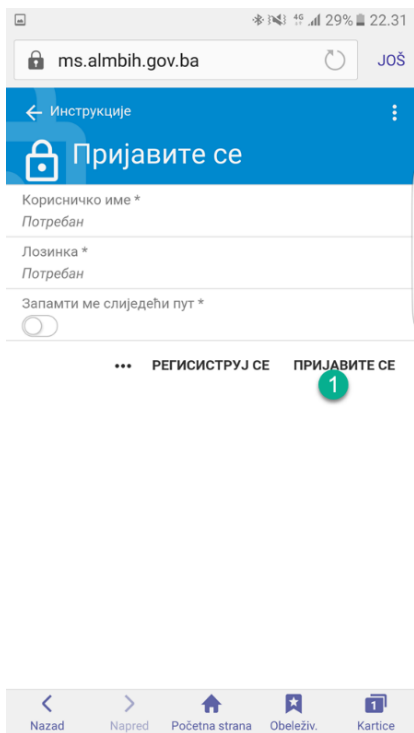 29% 22.31
ms.almbih.gov.ba JOŠ
Инструкције
Пријавите се
Корисничко име *
Потребан
Лозинка *
Потребан
Запамти ме слиједећи пут *
••• РЕГИСИСТРУЈ СЕ ПРИЈАВИТЕ СЕ
1
Nazad Napred Početna strana Obeleživ. Kartice
1